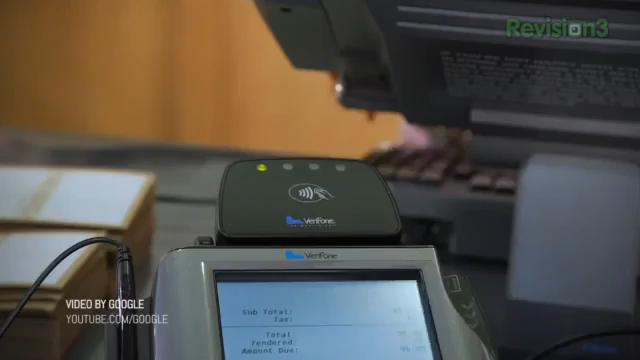 Revision3
VeriFone.
VeriFone
Sub Total:
Tax:
Total
Tendered:
Amount Due:
VIDEO BY GOOGLE
YOUTUBE.COM/GOOGLE